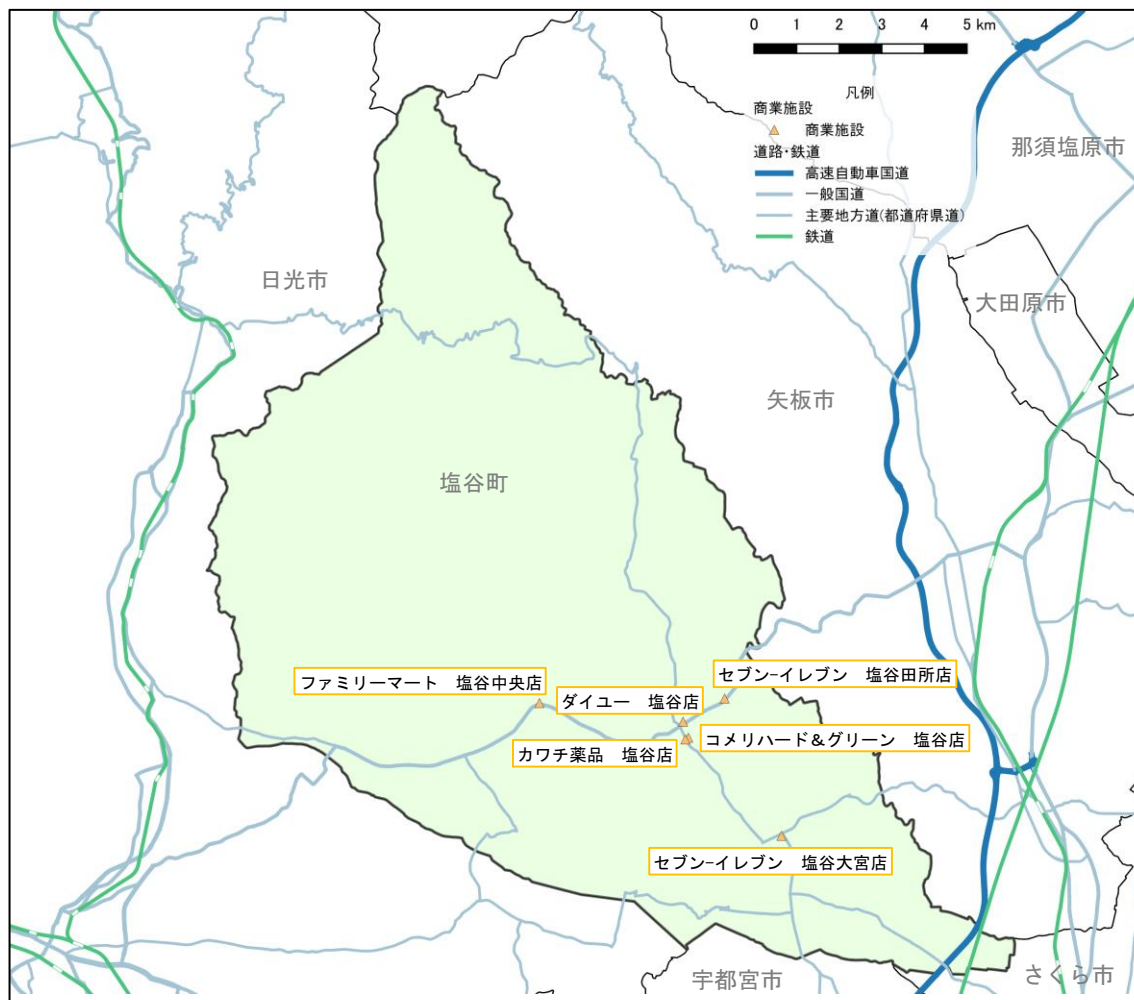 0 1 2 3 4 5 km
凡例
商業施設
商業施設
道路・鉄道
高速自動車国道
一般国道
主要地方道(都道府県道)
鉄道
那須塩原市
日光市
大田原市
矢板市
塩谷町
セブン-イレブン 塩谷田所店
ファミリーマート 塩谷中央店
ダイユー 塩谷店
コメリハード&グリーン 塩谷店
カワチ薬品 塩谷店
セブン-イレブン 塩谷大宮店
宇都宮市
さくら市